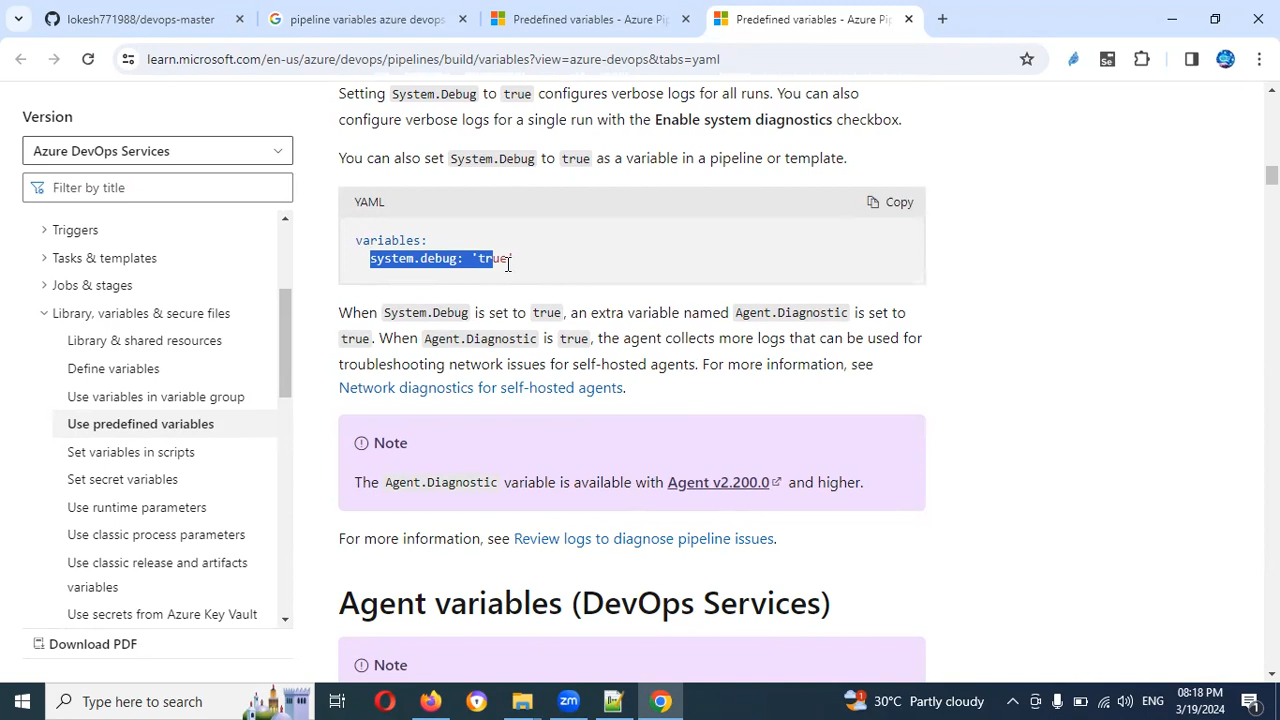 lokesh771988/devops-master
pipeline variables azure devops
Predefined variables - Azure Pip
Predefined variables - Azure Pip
learn.microsoft.com/en-us/azure/devops/pipelines/build/variables?view=azure-devops&tabs=yaml
Version
Azure DevOps Services
Filter by title
Triggers
Tasks & templates
Jobs & stages
Library, variables & secure files
Library & shared resources
Define variables
Use variables in variable group
Use predefined variables
Set variables in scripts
Set secret variables
Use runtime parameters
Use classic process parameters
Use classic release and artifacts
variables
Use secrets from Azure Key Vault
Download PDF
Setting System.Debug to true configures verbose logs for all runs. You can also
configure verbose logs for a single run with the Enable system diagnostics checkbox.
You can also set System.Debug to true as a variable in a pipeline or template.
YAML
Copy
variables:
system.debug: 'true'
When System.Debug is set to true, an extra variable named Agent.Diagnostic is set to
true. When Agent.Diagnostic is true, the agent collects more logs that can be used for
troubleshooting network issues for self-hosted agents. For more information, see
Network diagnostics for self-hosted agents.
Note
The Agent.Diagnostic variable is available with Agent v2.200.0 and higher.
For more information, see Review logs to diagnose pipeline issues.
Agent variables (DevOps Services)
Note
Type here to search
zm
1
30°C Partly cloudy
ENG
08:18 PM
3/19/2024
1